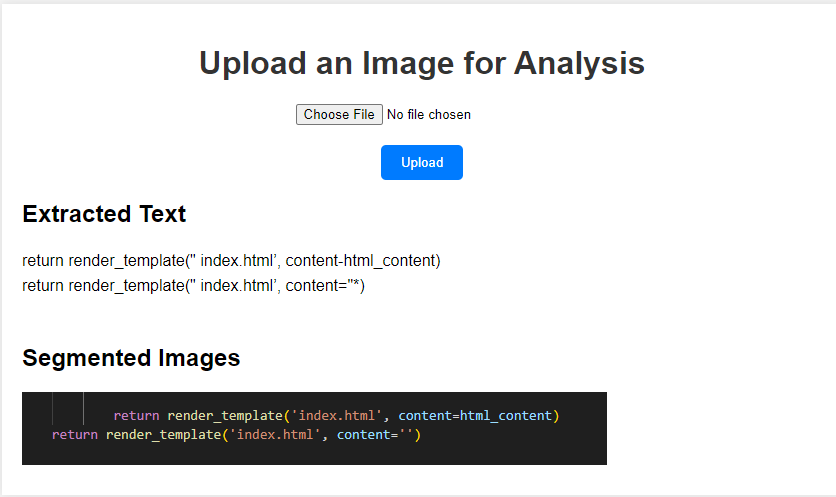 Upload an Image for Analysis
Choose File No file chosen
Upload
Extracted Text
return render_template(" index.html’, content-html_content)
return render_template(" index.html’, content="*)
Segmented Images
return render_template('index.html', content=html_content)
return render_template('index.html', content='')